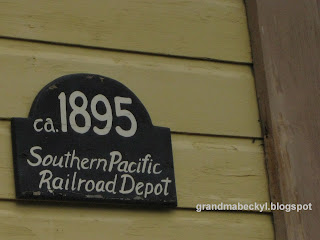 ca. 1895
Southern Pacific
Railroad Depot
grandmabeckyl.blogspot